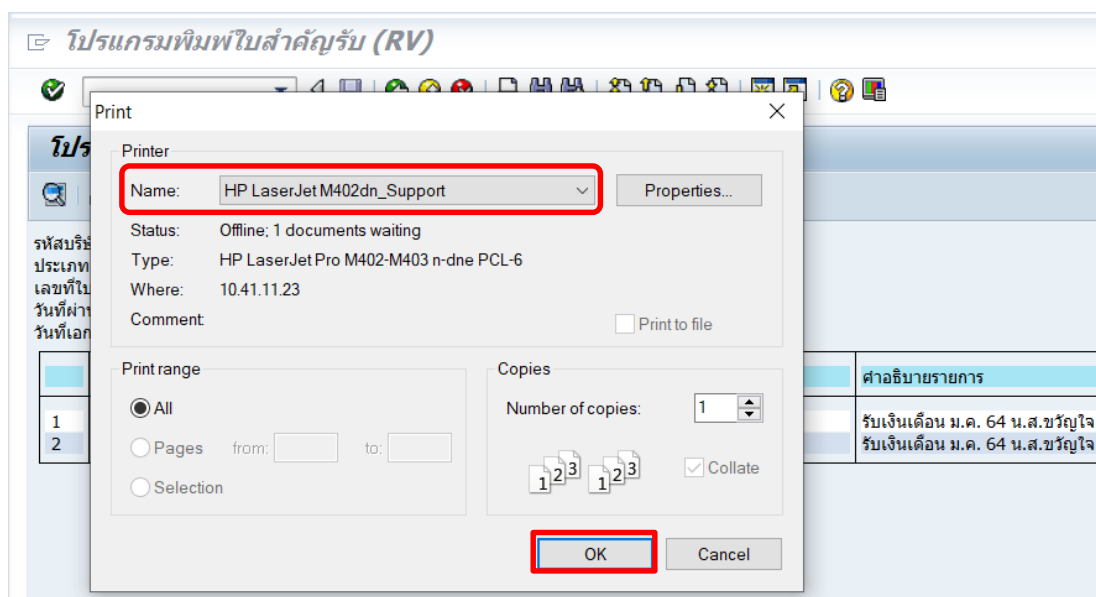 โปรแกรมพิมพ์ใบสำคัญรับ (RV)
Print
โปร
Printer
Name: HP LaserJet M402dn_Support Properties...
Status: Offline; 1 documents waiting
Type: HP LaserJet Pro M402-M403 n-dne PCL-6
Where: 10.41.11.23
Comment:
Print to file
รหัสบริษั
ประเภท
เลขที่ใบ
วันที่ผ่าน
วันที่เอก
Print range
All
Pages from: to:
Selection
Copies
Number of copies: 1
1 2 3 1 2 3
Collate
OK Cancel
คำอธิบายรายการ
1 รับเงินเดือน ม.ค. 64 น.ส.ขวัญใจ
2 รับเงินเดือน ม.ค. 64 น.ส.ขวัญใจ